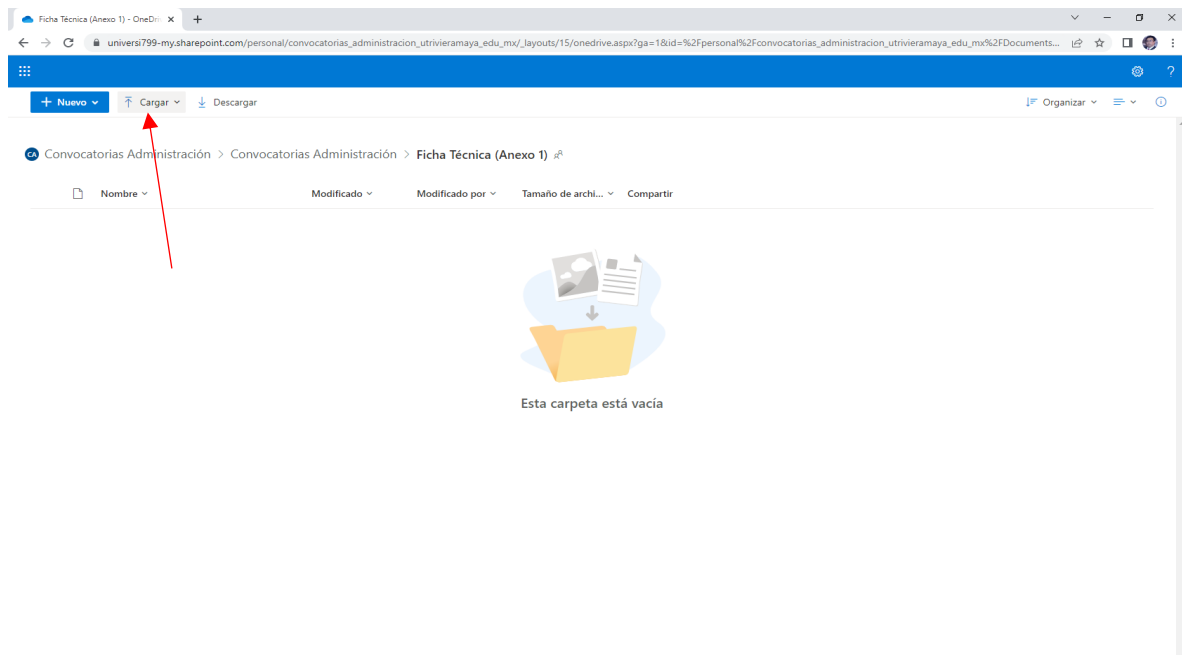 Ficha Técnica (Anexo 1) - OneDri
universi799-my.sharepoint.com/personal/convocatorias_administracion_utrivieramaya_edu_mx/_layouts/15/onedrive.aspx?ga=1&id=%2Fpersonal%2Fconvocatorias_administracion_utrivieramaya_edu_mx%2FDocuments...
?
+ Nuevo Cargar Descargar Organizar
CA Convocatorias Administración > Convocatorias Administración > Ficha Técnica (Anexo 1)
Nombre Modificado Modificado por Tamaño de archi... Compartir
Esta carpeta está vacía